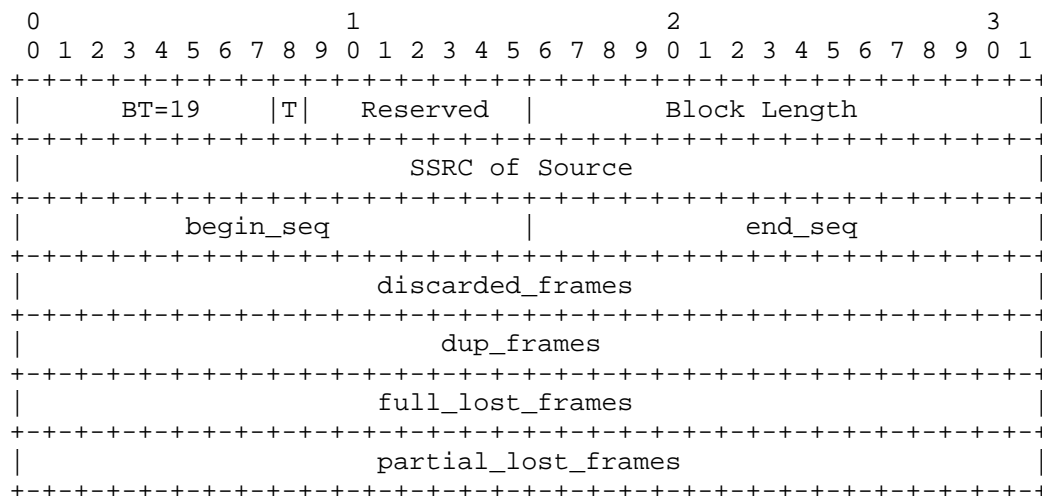 0                   1                   2                   3
 0 1 2 3 4 5 6 7 8 9 0 1 2 3 4 5 6 7 8 9 0 1 2 3 4 5 6 7 8 9 0 1
+-+-+-+-+-+-+-+-+-+-+-+-+-+-+-+-+-+-+-+-+-+-+-+-+-+-+-+-+-+-+-+-+
|      BT=19    |T|  Reserved   |        Block Length           |
+-+-+-+-+-+-+-+-+-+-+-+-+-+-+-+-+-+-+-+-+-+-+-+-+-+-+-+-+-+-+-+-+
|                        SSRC of Source                         |
+-+-+-+-+-+-+-+-+-+-+-+-+-+-+-+-+-+-+-+-+-+-+-+-+-+-+-+-+-+-+-+-+
|          begin_seq            |             end_seq           |
+-+-+-+-+-+-+-+-+-+-+-+-+-+-+-+-+-+-+-+-+-+-+-+-+-+-+-+-+-+-+-+-+
|                      discarded_frames                         |
+-+-+-+-+-+-+-+-+-+-+-+-+-+-+-+-+-+-+-+-+-+-+-+-+-+-+-+-+-+-+-+-+
|                          dup_frames                           |
+-+-+-+-+-+-+-+-+-+-+-+-+-+-+-+-+-+-+-+-+-+-+-+-+-+-+-+-+-+-+-+-+
|                      full_lost_frames                         |
+-+-+-+-+-+-+-+-+-+-+-+-+-+-+-+-+-+-+-+-+-+-+-+-+-+-+-+-+-+-+-+-+
|                      partial_lost_frames                      |
+-+-+-+-+-+-+-+-+-+-+-+-+-+-+-+-+-+-+-+-+-+-+-+-+-+-+-+-+-+-+-+-+